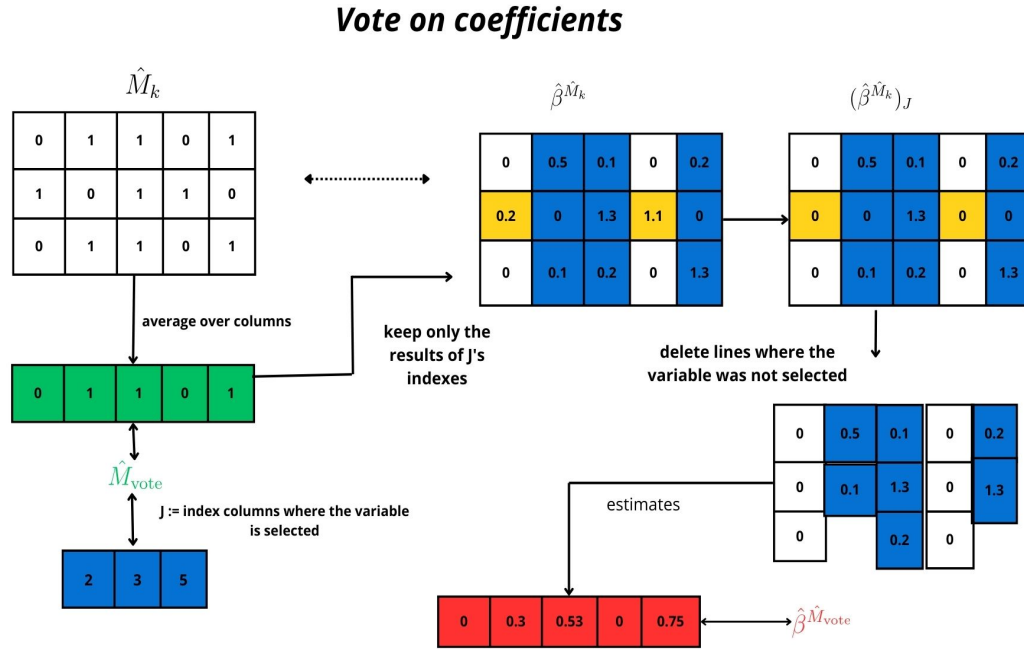 Vote on coefficients
M̂_k
0 1 1 0 1
1 0 1 1 0
0 1 1 0 1
average over columns
0 1 1 0 1
M̂_vote
J := index columns where the variable
is selected
2 3 5
β̂^{M̂_k}
0 0.5 0.1 0 0.2
0.2 0 1.3 1.1 0
0 0.1 0.2 0 1.3
keep only the
results of J's
indexes
(β̂^{M̂_k})_J
0 0.5 0.1 0 0.2
0 0 1.3 0 0
0 0.1 0.2 0 1.3
delete lines where the
variable was not selected
0 0.5 0.1 0 0.2
0 0.1 1.3 0 1.3
0 0.2 0
estimates
0 0.3 0.53 0 0.75
β̂^{M̂_vote}